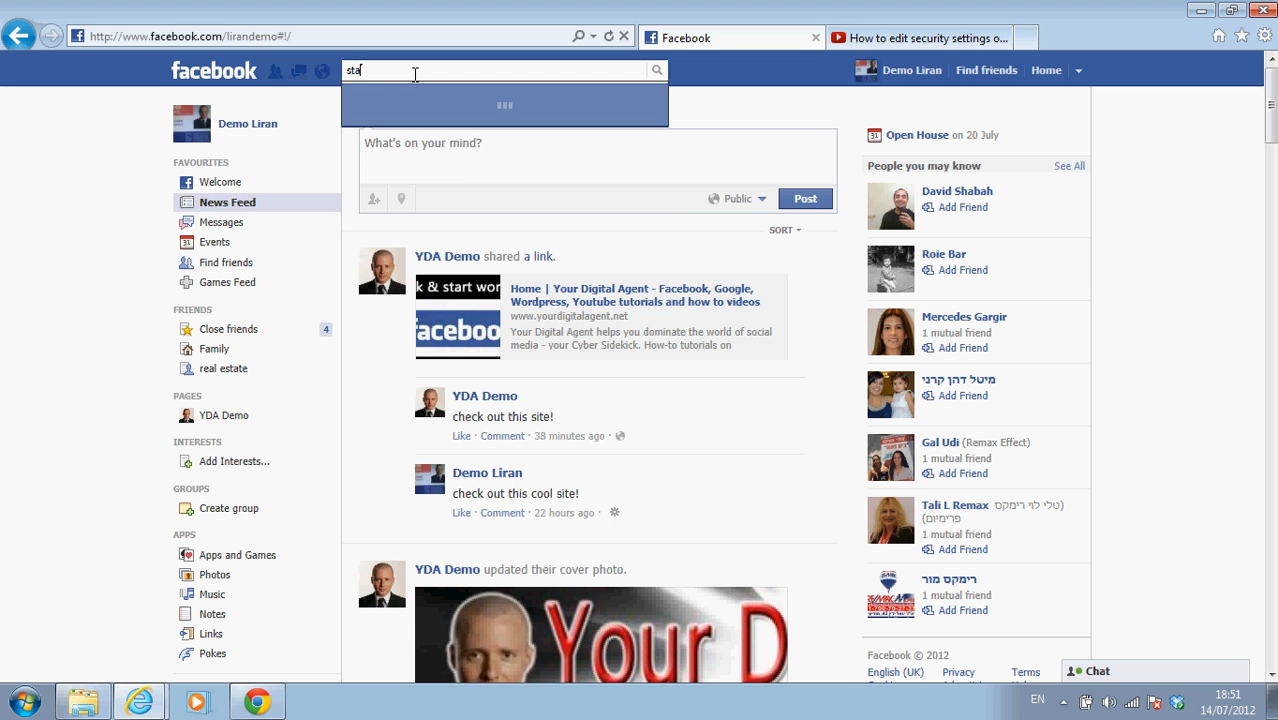 http://www.facebook.com/lirandemo#!/
Facebook
How to edit security settings o...
facebook
sta
Demo Liran
Find friends
Home
Demo Liran
FAVOURITES
Welcome
News Feed
Messages
31 Events
Find friends
Games Feed
FRIENDS
Close friends 4
Family
real estate
PAGES
YDA Demo
INTERESTS
Add Interests...
GROUPS
Create group
APPS
Apps and Games
Photos
Music
Notes
Links
Pokes
What's on your mind?
Public
Post
SORT
YDA Demo shared a link.
k & start wor
faceboo
Home | Your Digital Agent - Facebook, Google,
Wordpress, Youtube tutorials and how to videos
www.yourdigitalagent.net
Your Digital Agent helps you dominate the world of social
media - your Cyber Sidekick. How-to tutorials on
YDA Demo
check out this site!
Like · Comment · 38 minutes ago ·
Demo Liran
check out this cool site!
Like · Comment · 22 hours ago ·
YDA Demo updated their cover photo.
Your D
31 Open House on 20 July
People you may know
See All
David Shabah
Add Friend
Roie Bar
Add Friend
Mercedes Gargir
1 mutual friend
Add Friend
מיטל דהן קרני
Add Friend
Gal Udi (Remax Effect)
1 mutual friend
Add Friend
Tali L Remax (טלי לוי רימקס
פרימיום)
1 mutual friend
Add Friend
רימקס מור
1 mutual friend
Add Friend
Facebook © 2012
English (UK)
Privacy
Terms
Chat
EN
18:51
14/07/2012